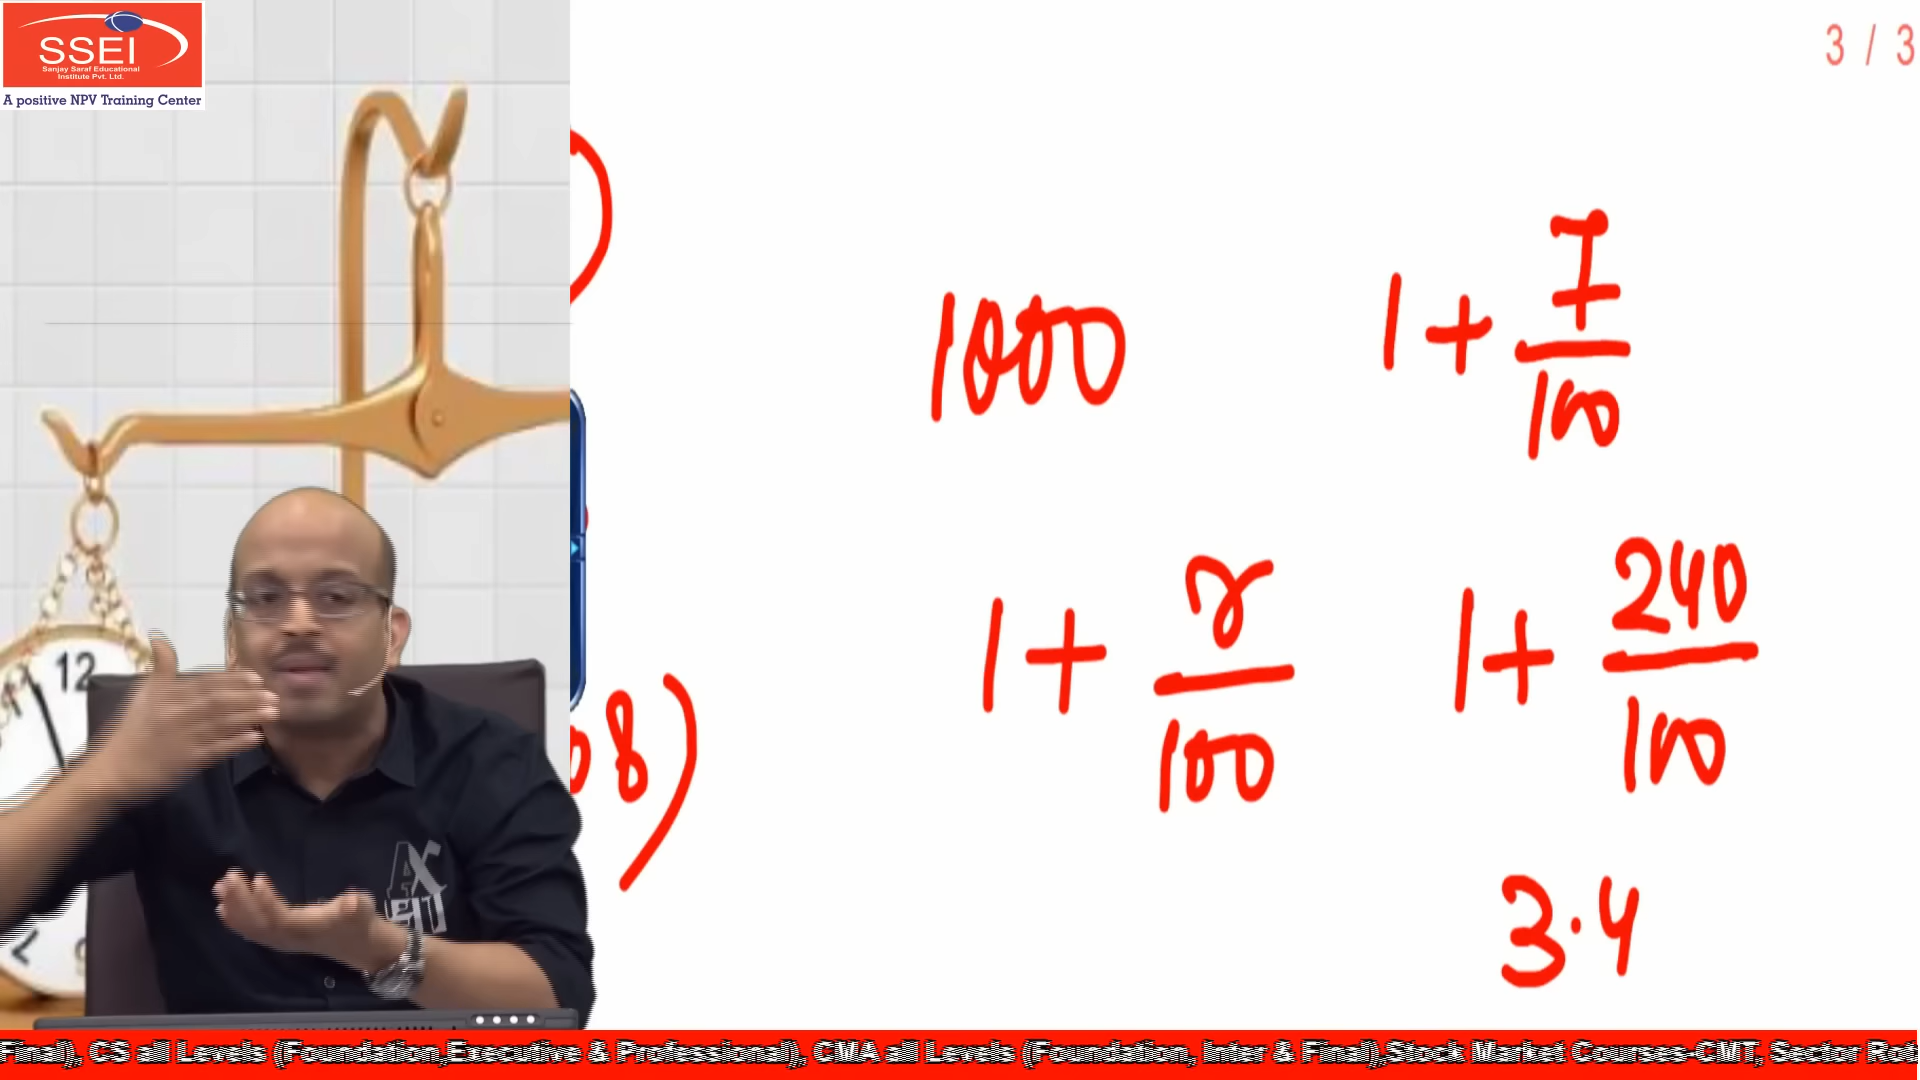 SSEI
Sanjay Saraf Educational
Institute Pvt. Ltd.
A positive NPV Training Center
3 / 3
1000
1 + 7/100
1 + r/100
1 + 240/100
08)
3.4
12
Final), CS all Levels (Foundation,Executive & Professional), CMA all Levels (Foundation, Inter & Final),Stock Market Courses-CMT, Sector Rot